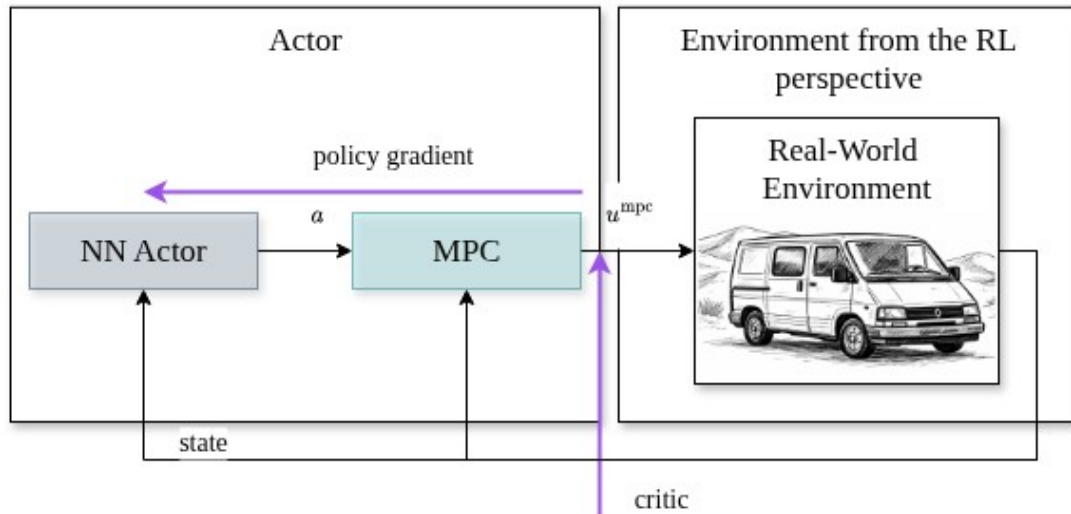 Actor
Environment from the RL
perspective
policy gradient
Real-World
Environment
a
u^mpc
NN Actor
MPC
state
critic